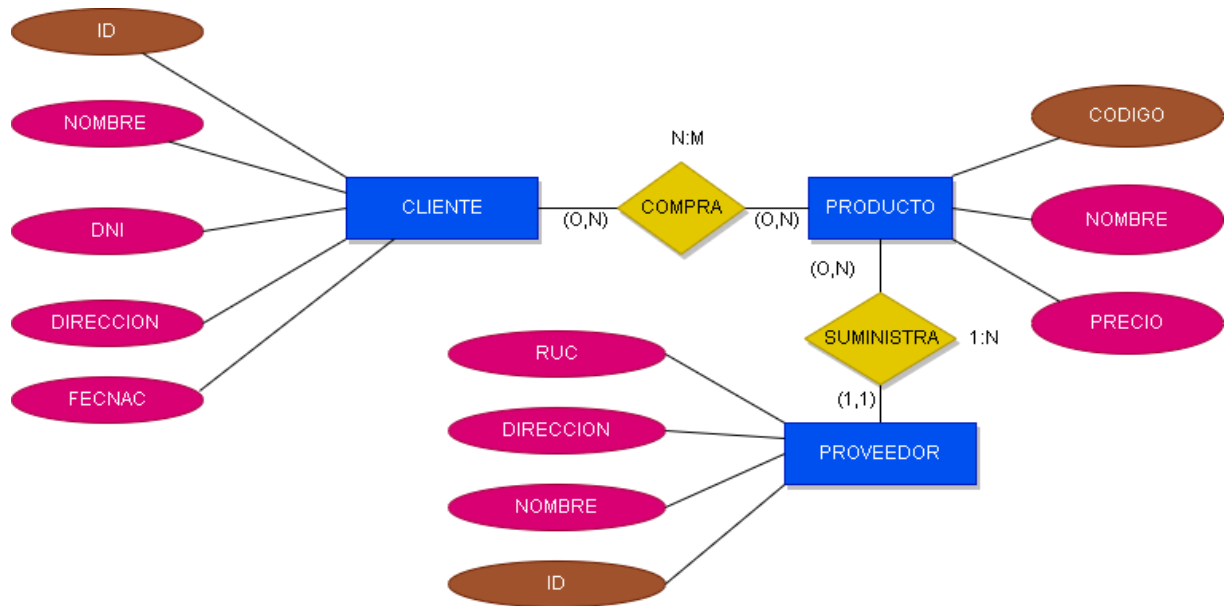 ID
NOMBRE
DNI
DIRECCION
FECNAC
CLIENTE
(O,N)
N:M
COMPRA
(O,N)
PRODUCTO
CODIGO
NOMBRE
PRECIO
(O,N)
SUMINISTRA
1:N
(1,1)
PROVEEDOR
RUC
DIRECCION
NOMBRE
ID